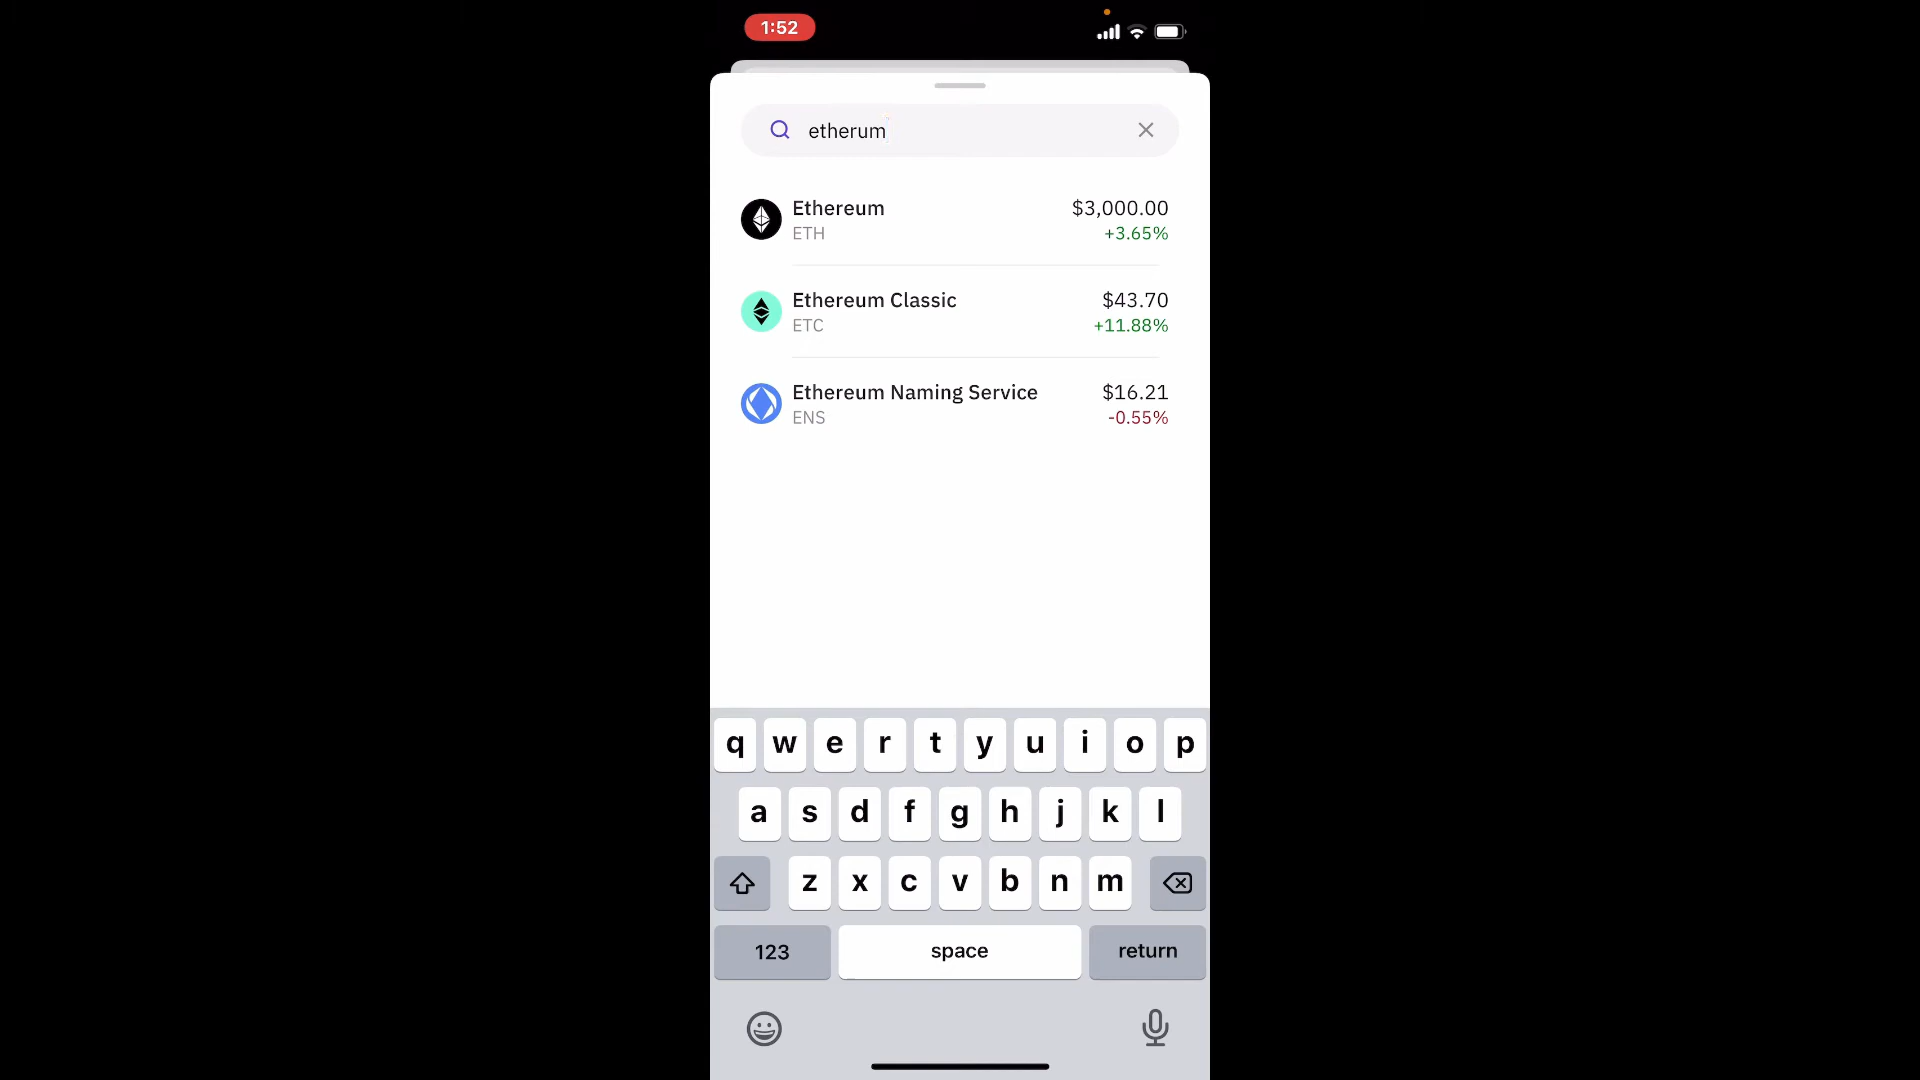 1:52
etherum
Ethereum $3,000.00
ETH +3.65%
Ethereum Classic $43.70
ETC +11.88%
Ethereum Naming Service $16.21
ENS -0.55%
q w e r t y u i o p
a s d f g h j k l
z x c v b n m
123 space return